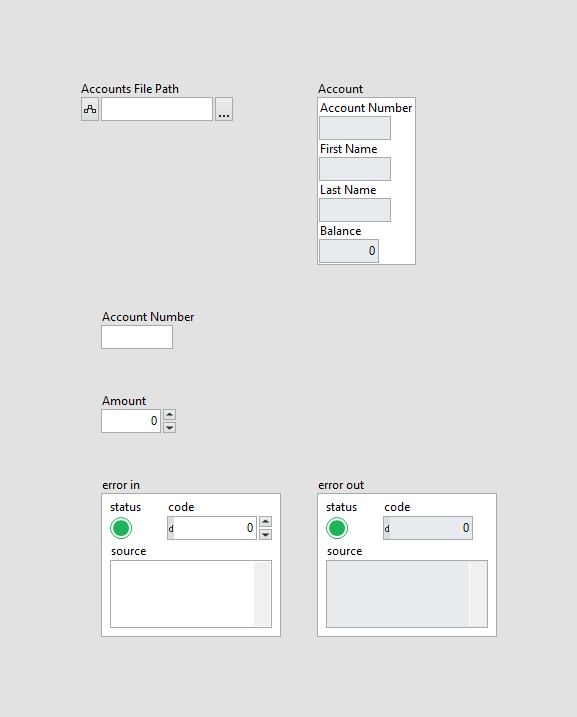 Accounts File Path
...
Account
Account Number
First Name
Last Name
Balance
0
Account Number
Amount
0
error in
status code
d 0
source
error out
status code
d 0
source